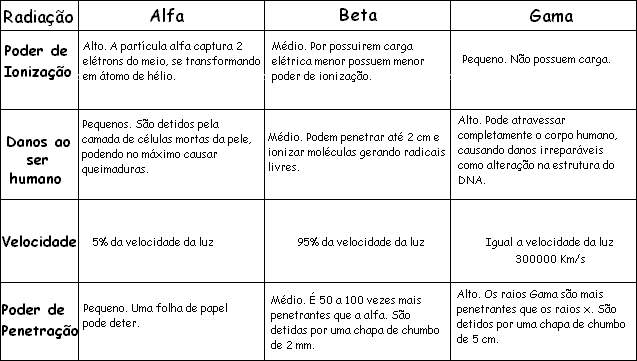 Radiação
Alfa
Beta
Gama
Poder de
Ionização
Alto. A partícula alfa captura 2
elétrons do meio, se transformando
em átomo de hélio.
Médio. Por possuirem carga
elétrica menor possuem menor
poder de ionização.
Pequeno. Não possuem carga.
Danos ao
ser
humano
Pequenos. São detidos pela
camada de células mortas da pele,
podendo no máximo causar
queimaduras.
Médio. Podem penetrar até 2 cm e
ionizar moléculas gerando radicais
livres.
Alto. Pode atravessar
completamente o corpo humano,
causando danos irreparáveis
como alteração na estrutura do
DNA.
Velocidade
5% da velocidade da luz
95% da velocidade da luz
Igual a velocidade da luz
300000 Km/s
Poder de
Penetração
Pequeno. Uma folha de papel
pode deter.
Médio. É 50 a 100 vezes mais
penetrantes que a alfa. São
detidas por uma chapa de chumbo
de 2 mm.
Alto. Os raios Gama são mais
penetrantes que os raios x. São
detidos por uma chapa de chumbo
de 5 cm.